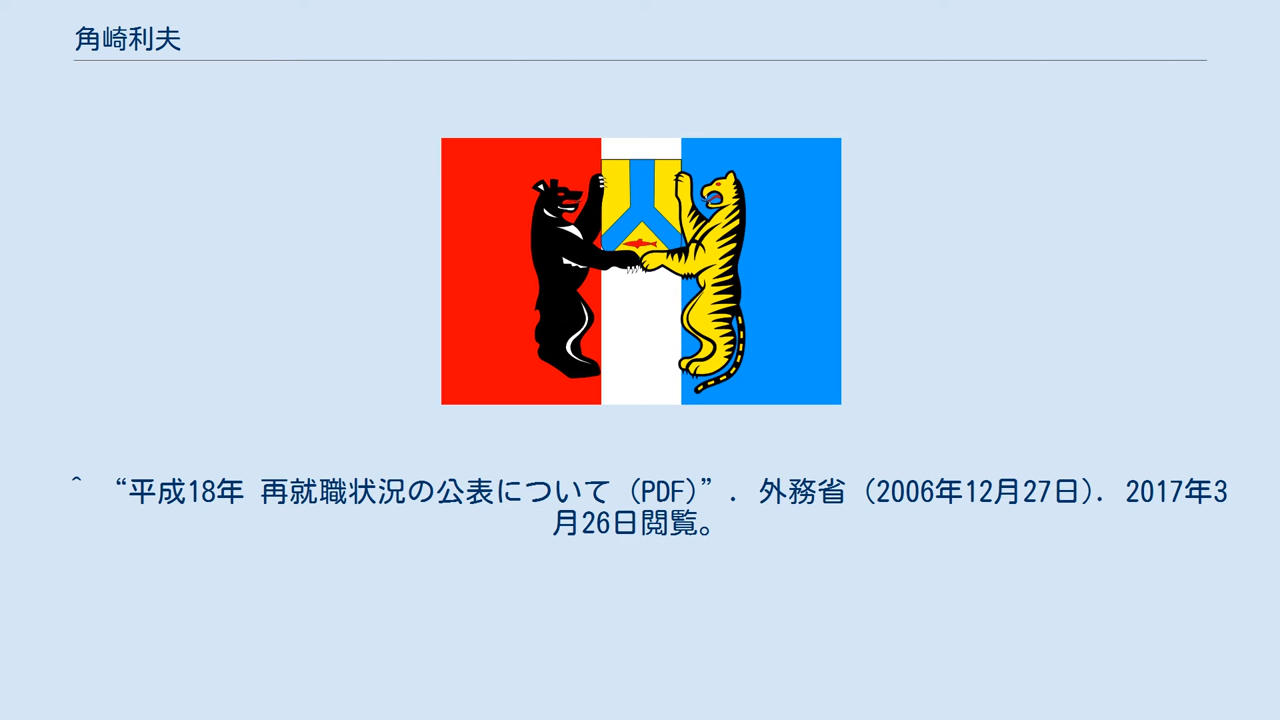 角崎利夫
^ “平成18年 再就職状況の公表について (PDF)”. 外務省 (2006年12月27日). 2017年3
月26日閲覧。